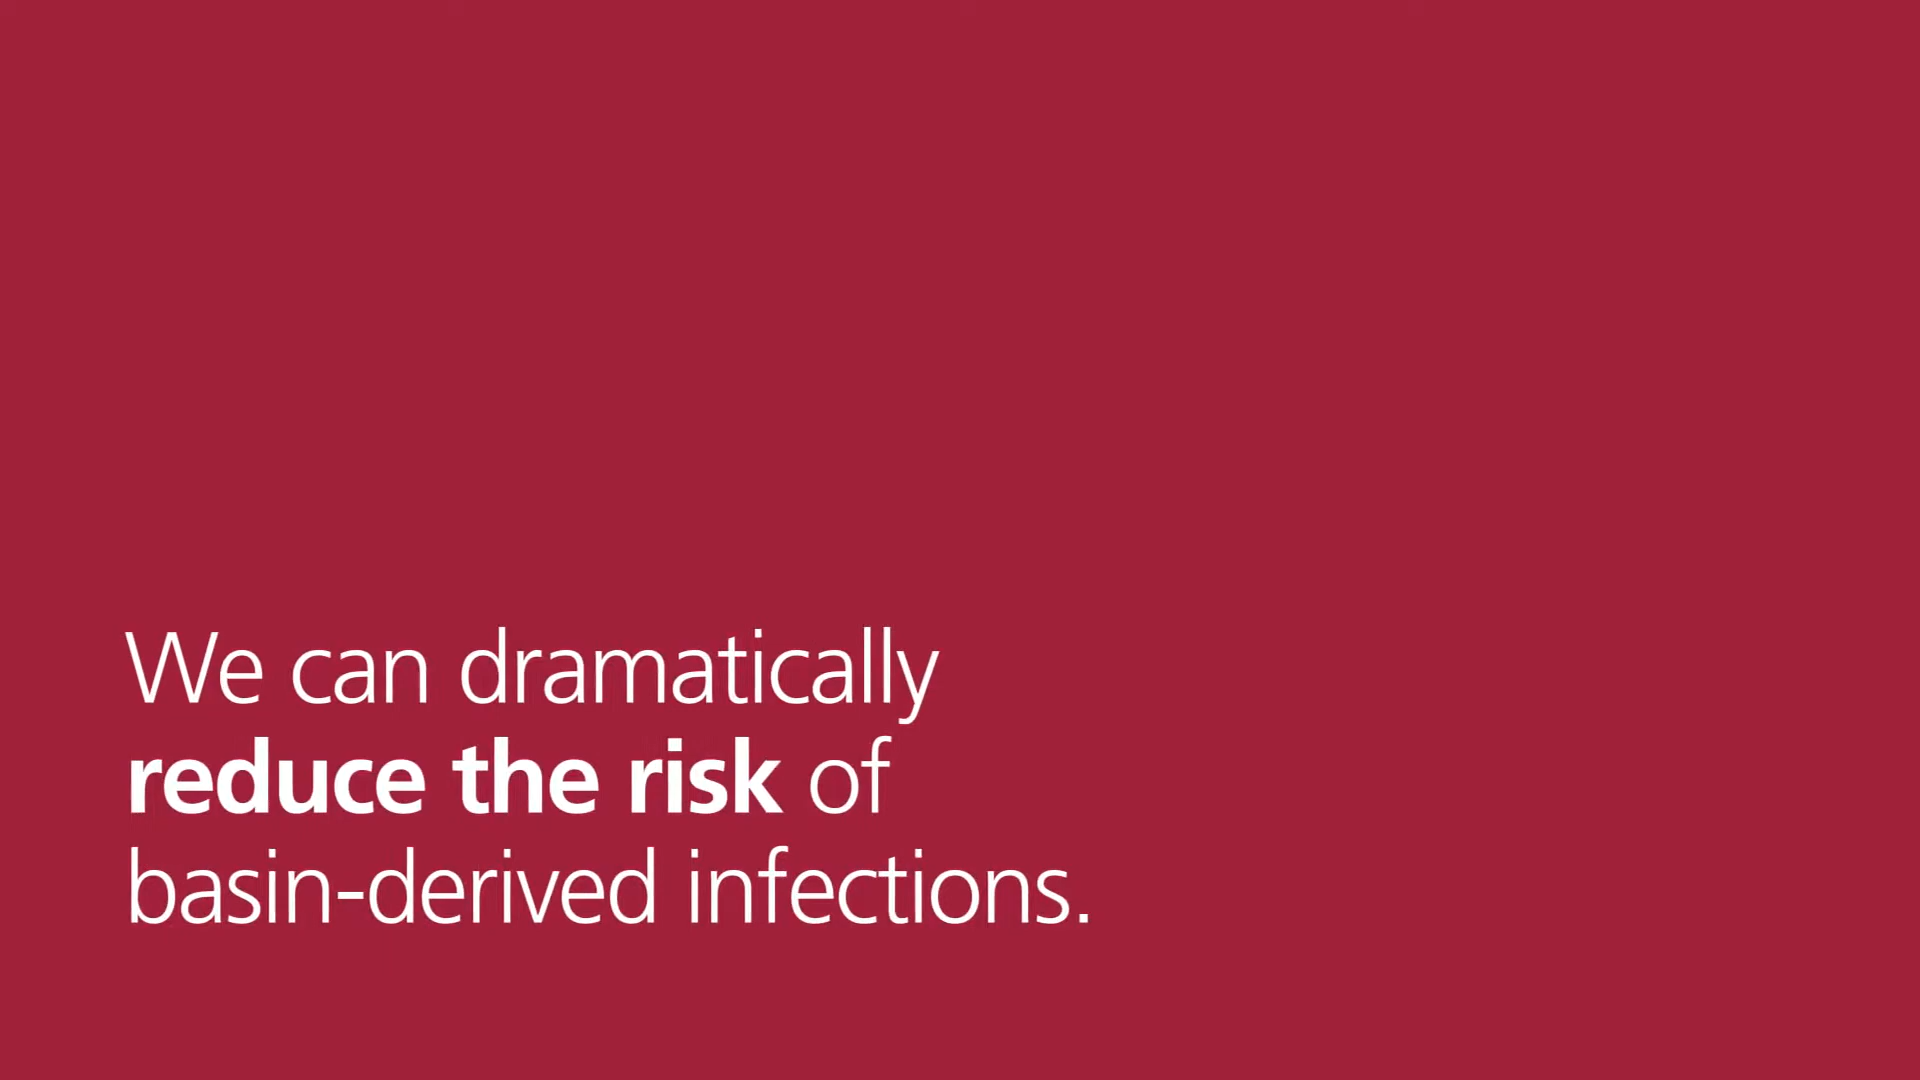 We can dramatically
reduce the risk of
basin-derived infections.